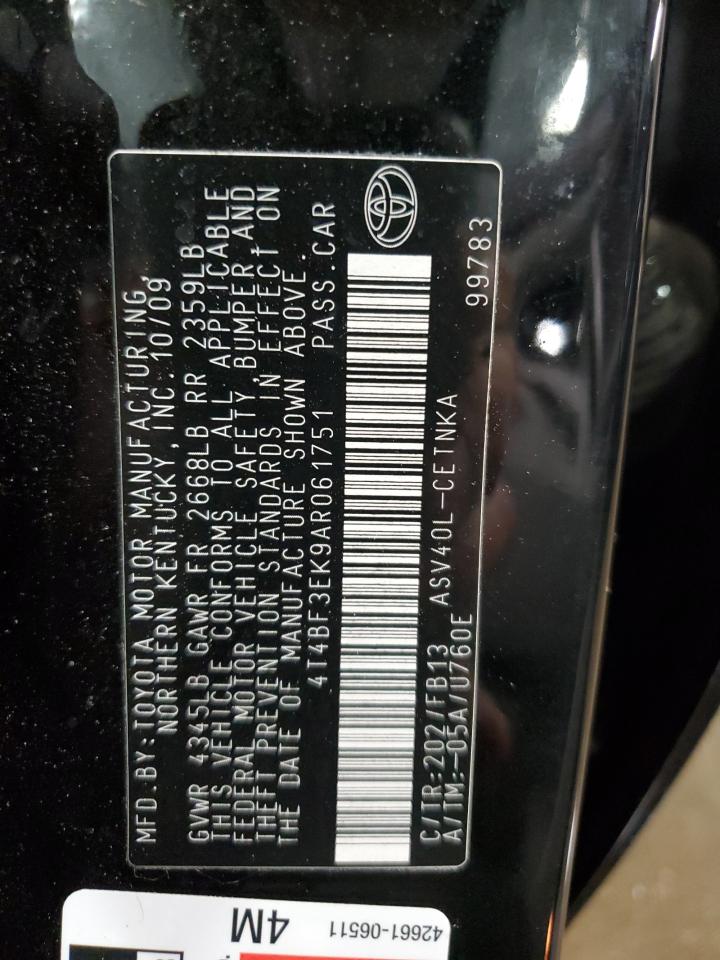 MFD.BY:TOYOTA MOTOR MANUFACTURING,
NORTHERN KENTUCKY, INC.10/09
GVWR 4345LB GAWR FR 2668LB RR 2359LB
THIS VEHICLE CONFORMS TO ALL APPLICABLE
FEDERAL MOTOR VEHICLE SAFETY,BUMPER AND
THEFT PREVENTION STANDARDS IN EFFECT ON
THE DATE OF MANUFACTURE SHOWN ABOVE.
4T4BF3EK9AR061751 PASS.CAR
C/TR:202/FB13 ASV40L-CETNKA
A/TM:-05A/U760E 99783
4M
42661-06511